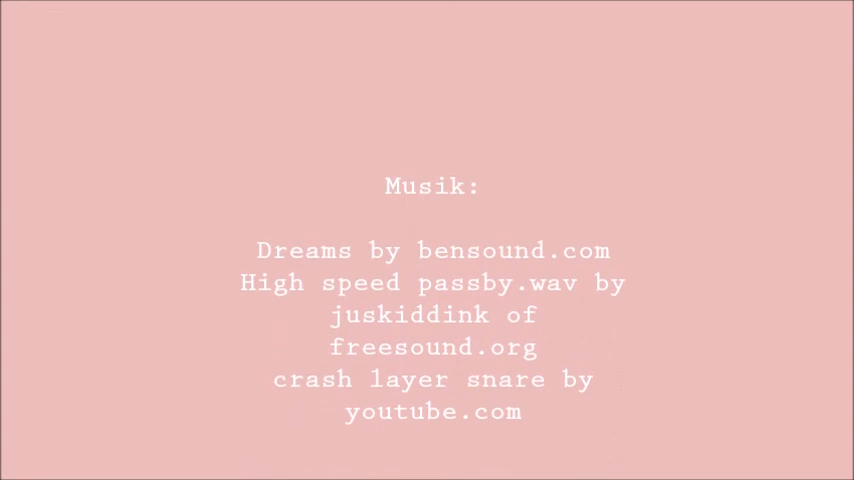 Musik:
Dreams by bensound.com
High speed passby.wav by
juskiddink of
freesound.org
crash layer snare by
youtube.com